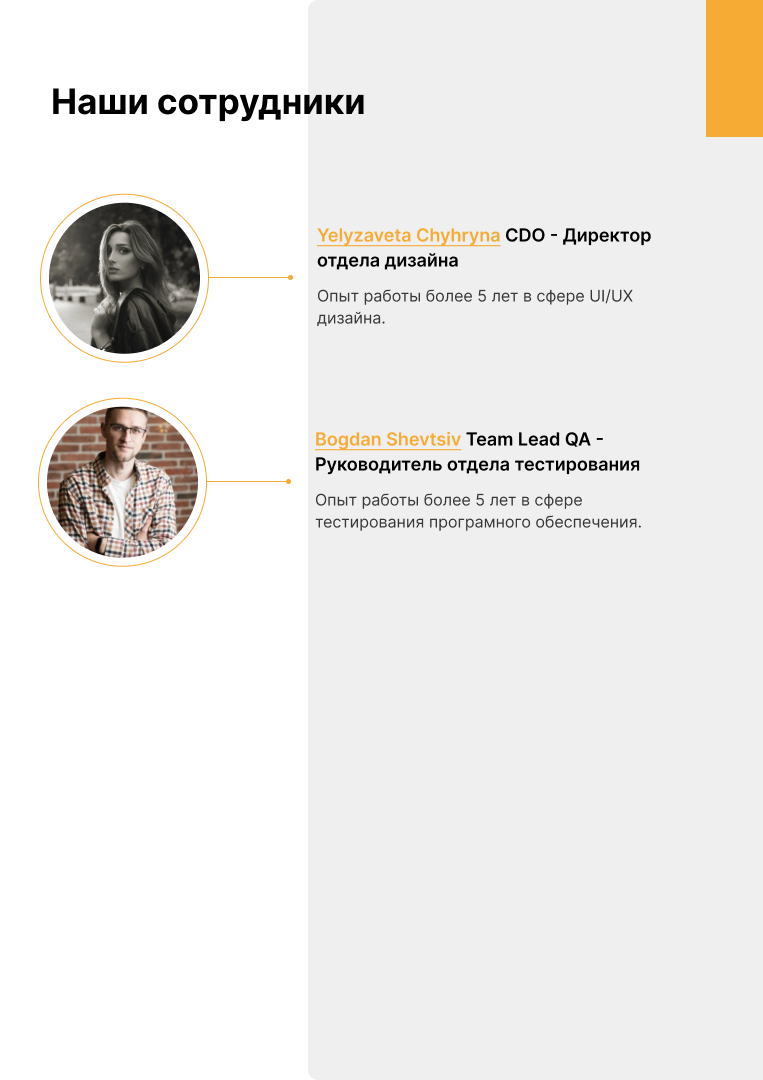 Наши сотрудники
Yelyzaveta Chyhryna CDO - Директор
отдела дизайна
Опыт работы более 5 лет в сфере UI/UX
дизайна.
Bogdan Shevtsiv Team Lead QA -
Руководитель отдела тестирования
Опыт работы более 5 лет в сфере
тестирования програмного обеспечения.